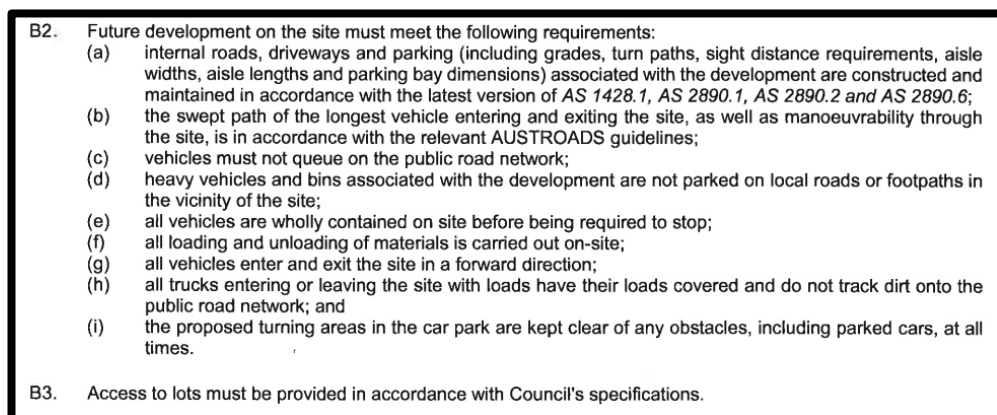 B2. Future development on the site must meet the following requirements:
(a) internal roads, driveways and parking (including grades, turn paths, sight distance requirements, aisle
widths, aisle lengths and parking bay dimensions) associated with the development are constructed and
maintained in accordance with the latest version of AS 1428.1, AS 2890.1, AS 2890.2 and AS 2890.6;
(b) the swept path of the longest vehicle entering and exiting the site, as well as manoeuvrability through
the site, is in accordance with the relevant AUSTROADS guidelines;
(c) vehicles must not queue on the public road network;
(d) heavy vehicles and bins associated with the development are not parked on local roads or footpaths in
the vicinity of the site;
(e) all vehicles are wholly contained on site before being required to stop;
(f) all loading and unloading of materials is carried out on-site;
(g) all vehicles enter and exit the site in a forward direction;
(h) all trucks entering or leaving the site with loads have their loads covered and do not track dirt onto the
public road network; and
(i) the proposed turning areas in the car park are kept clear of any obstacles, including parked cars, at all
times.
B3. Access to lots must be provided in accordance with Council's specifications.